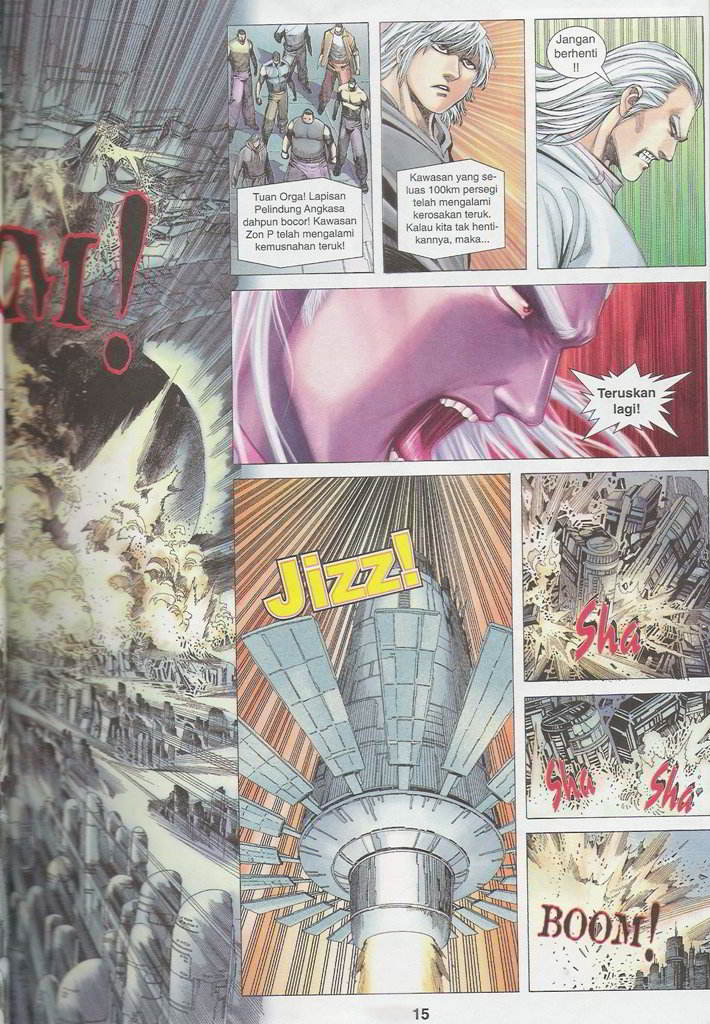 M!
Tuan Orga! Lapisan
Pelindung Angkasa
dahpun bocor! Kawasan
Zon P telah mengalami
kemusnahan teruk!
Kawasan yang se-
luas 100km persegi
telah mengalami
kerosakan teruk.
Kalau kita tak henti-
kannya, maka...
Jangan
berhenti
!!
Teruskan
lagi!
Jizz!
Sha
Sha
Sha
BOOM!
15